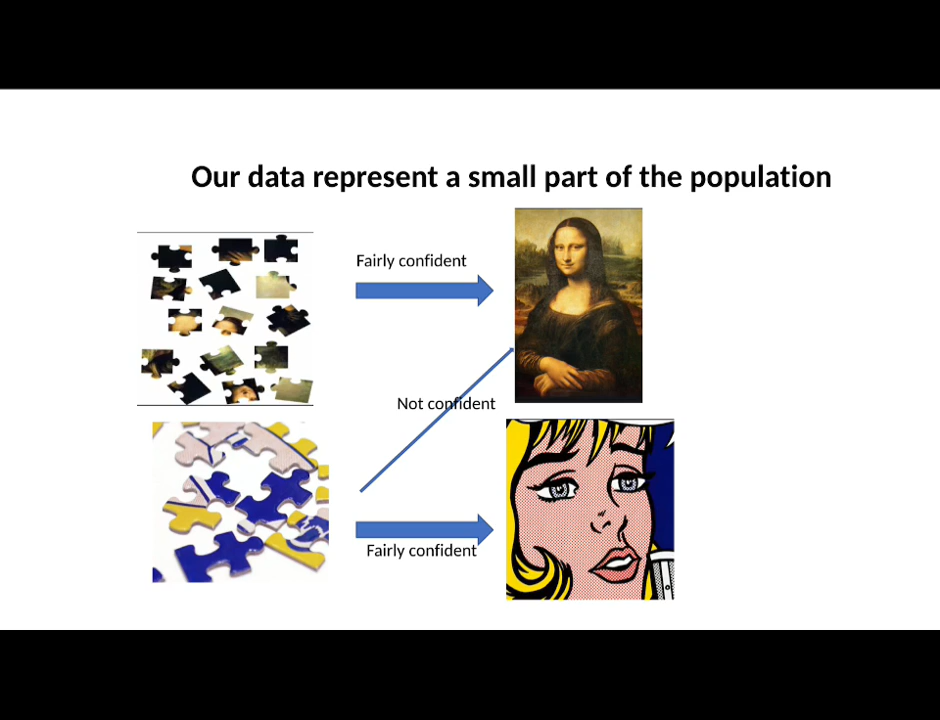 Our data represent a small part of the population
Fairly confident
Not confident
Fairly confident